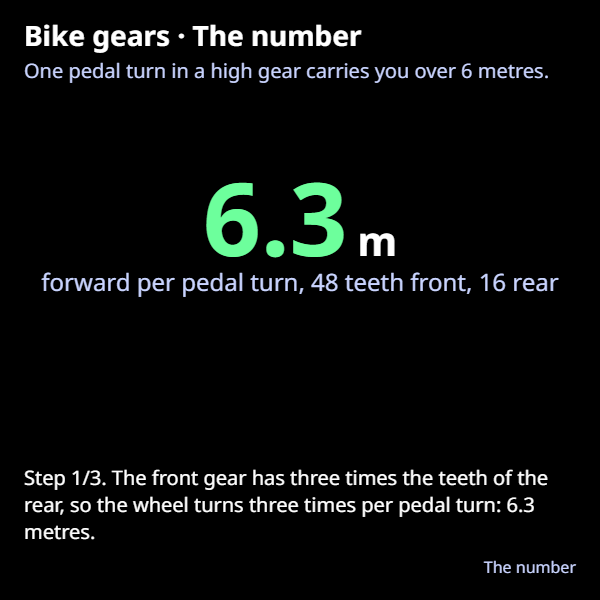 Bike gears · The number
One pedal turn in a high gear carries you over 6 metres.
6.3 m
forward per pedal turn, 48 teeth front, 16 rear
Step 1/3. The front gear has three times the teeth of the
rear, so the wheel turns three times per pedal turn: 6.3
metres.
The number